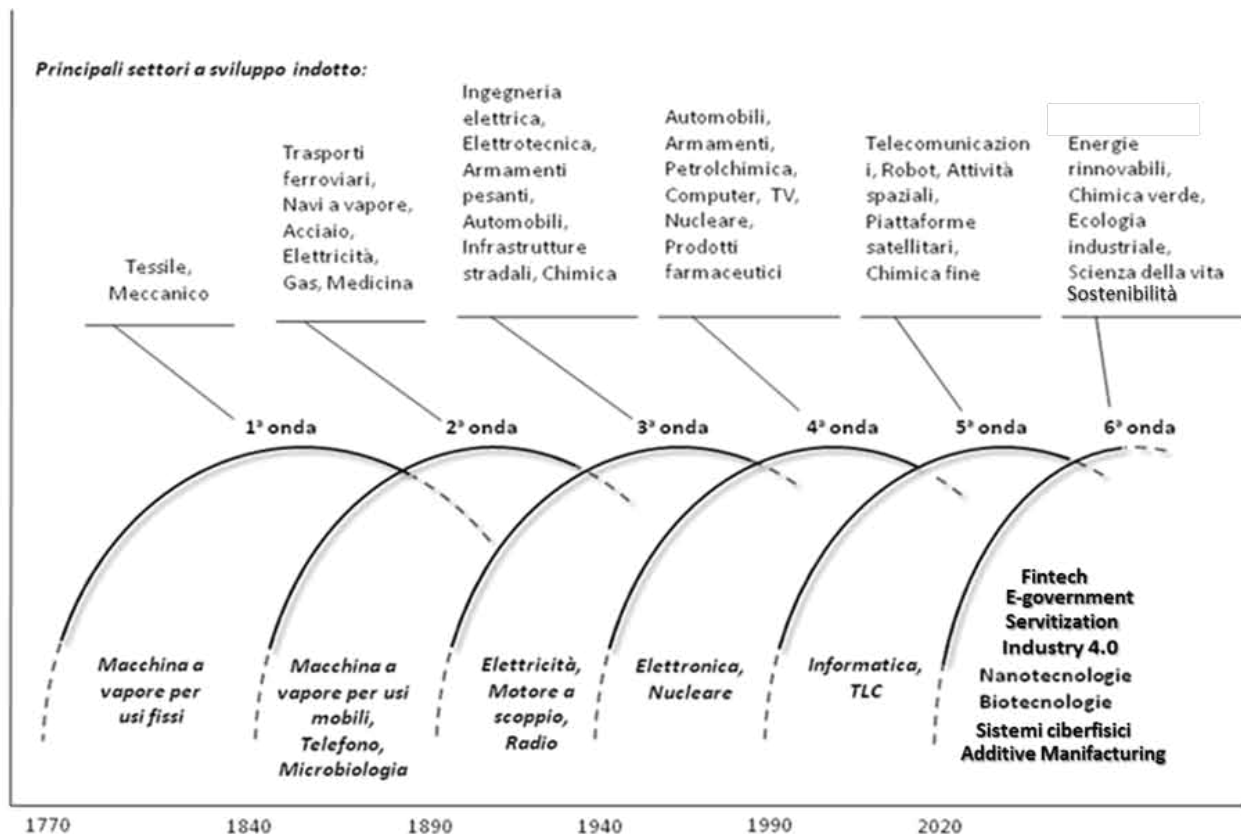 Principali settori a sviluppo indotto:
Tessile,
Meccanico
Trasporti
ferroviari,
Navi a vapore,
Acciaio,
Elettricità,
Gas, Medicina
Ingegneria
elettrica,
Elettrotecnica,
Armamenti
pesanti,
Automobili,
Infrastrutture
stradali, Chimica
Automobili,
Armamenti,
Petrolchimica,
Computer, TV,
Nucleare,
Prodotti
farmaceutici
Telecomunicazion
i, Robot, Attività
spaziali,
Piattaforme
satellitari,
Chimica fine
Energie
rinnovabili,
Chimica verde,
Ecologia
industriale,
Scienza della vita
Sostenibilità
1ª onda
2ª onda
3ª onda
4ª onda
5ª onda
6ª onda
Macchina a
vapore per
usi fissi
Macchina a
vapore per usi
mobili,
Telefono,
Microbiologia
Elettricità,
Motore a
scoppio,
Radio
Elettronica,
Nucleare
Informatica,
TLC
Fintech
E-government
Servitization
Industry 4.0
Nanotecnologie
Biotecnologie
Sistemi ciberfisici
Additive Manifacturing
1770
1840
1890
1940
1990
2020